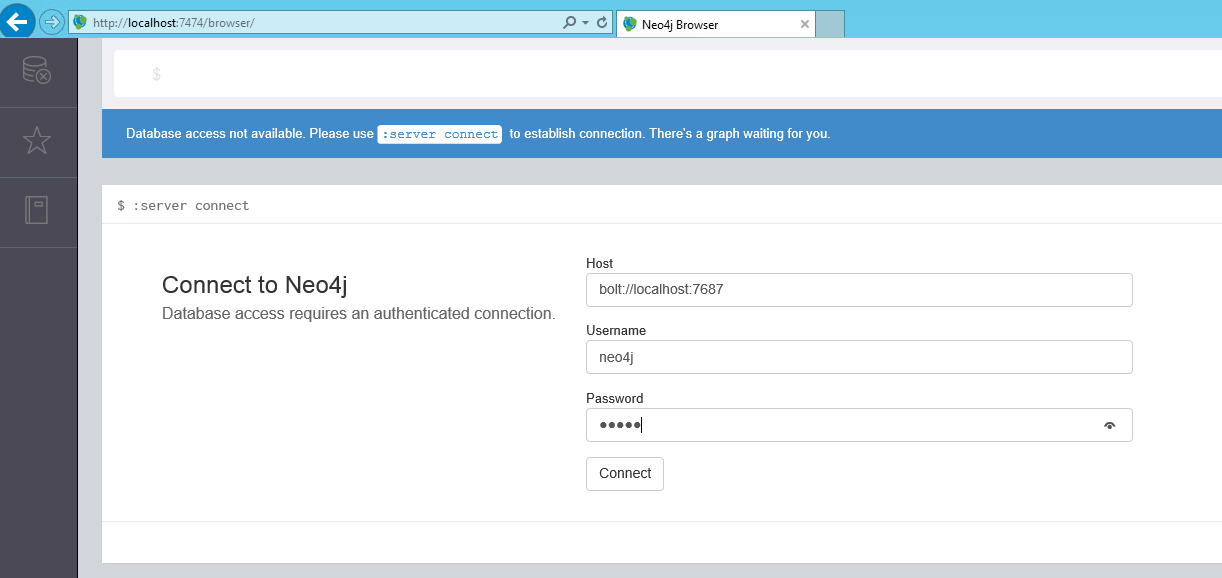 http://localhost:7474/browser/
Neo4j Browser
$
Database access not available. Please use :server connect to establish connection. There's a graph waiting for you.
$ :server connect
Connect to Neo4j
Database access requires an authenticated connection.
Host
bolt://localhost:7687
Username
neo4j
Password
●●●●●
Connect